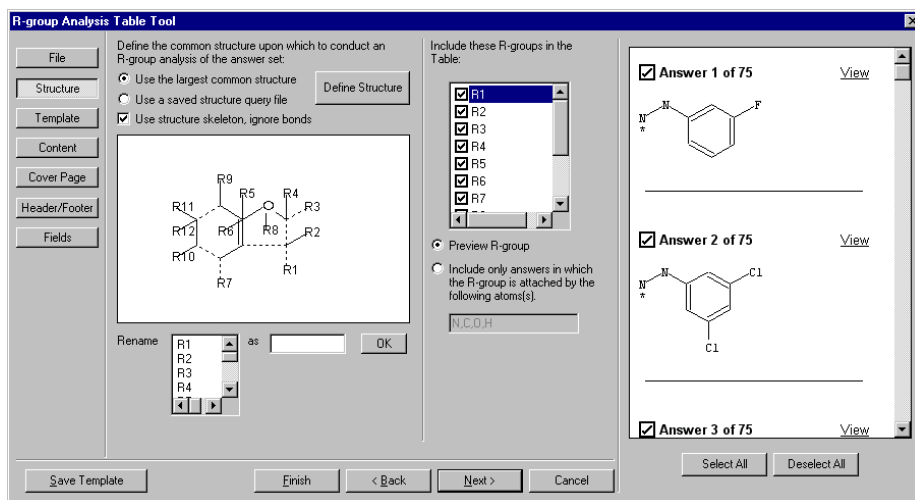 R-group Analysis Table Tool
File
Structure
Template
Content
Cover Page
Header/Footer
Fields
Define the common structure upon which to conduct an
R-group analysis of the answer set:
Use the largest common structure
Use a saved structure query file
Use structure skeleton, ignore bonds
Define Structure
R9
R11
R5
R4
R3
R12
R6
O
R8
R2
R10
R7
R1
Rename
R1
R2
R3
R4
as
OK
Include these R-groups in the
Table:
R1
R2
R3
R4
R5
R6
R7
Preview R-group
Include only answers in which
the R-group is attached by the
following atoms(s).
N,C,O,H
Answer 1 of 75 View
N
N
*
F
Answer 2 of 75 View
N
N
*
Cl
Cl
Answer 3 of 75 View
Select All
Deselect All
Save Template
Finish
< Back
Next >
Cancel